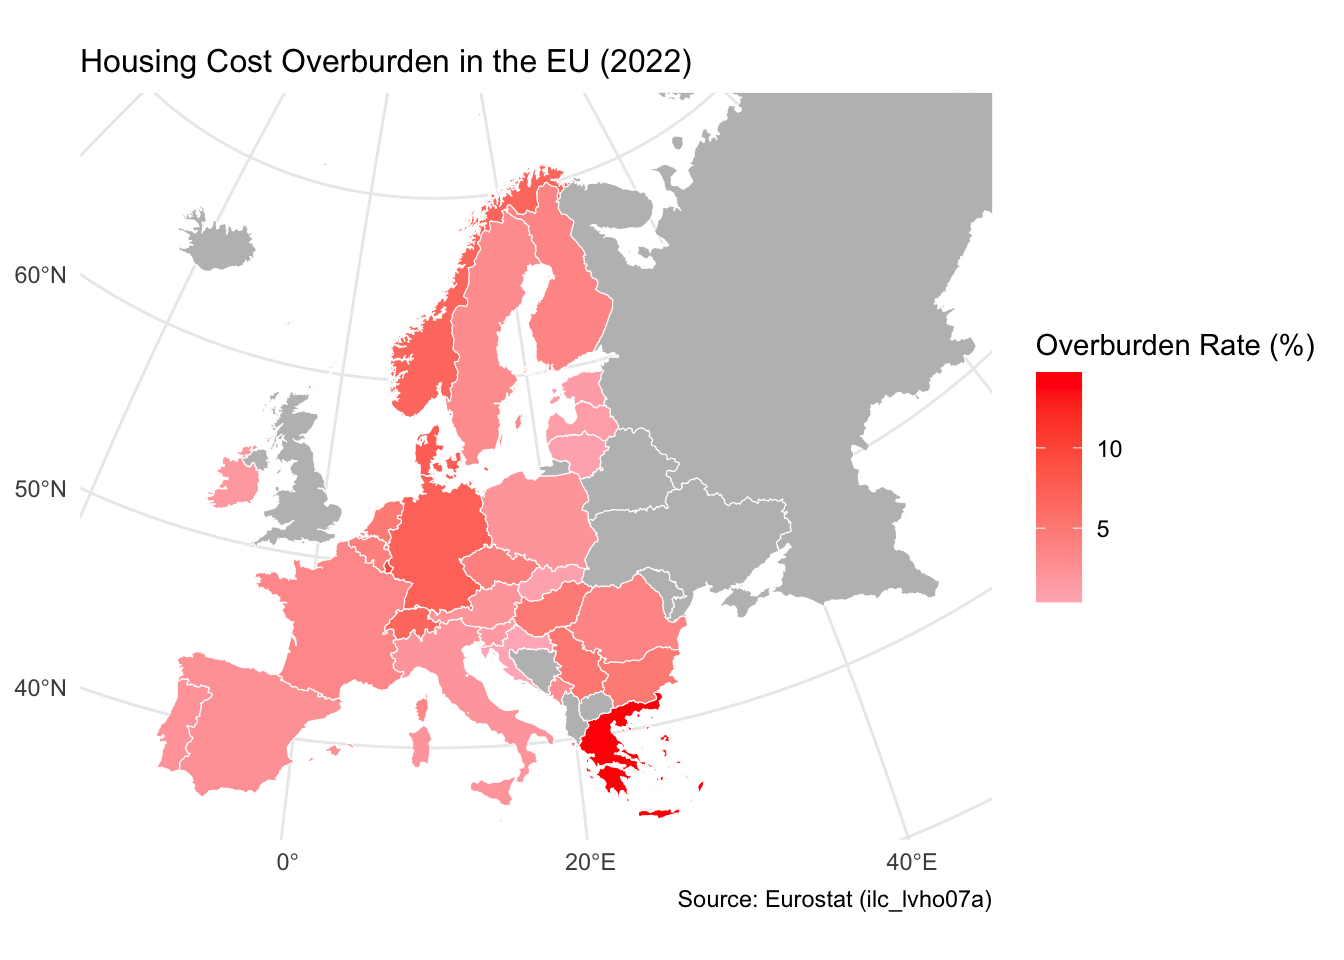 Housing Cost Overburden in the EU (2022)
60°N
50°N
40°N
0°
20°E
40°E
Overburden Rate (%)
10
5
Source: Eurostat (ilc_lvho07a)